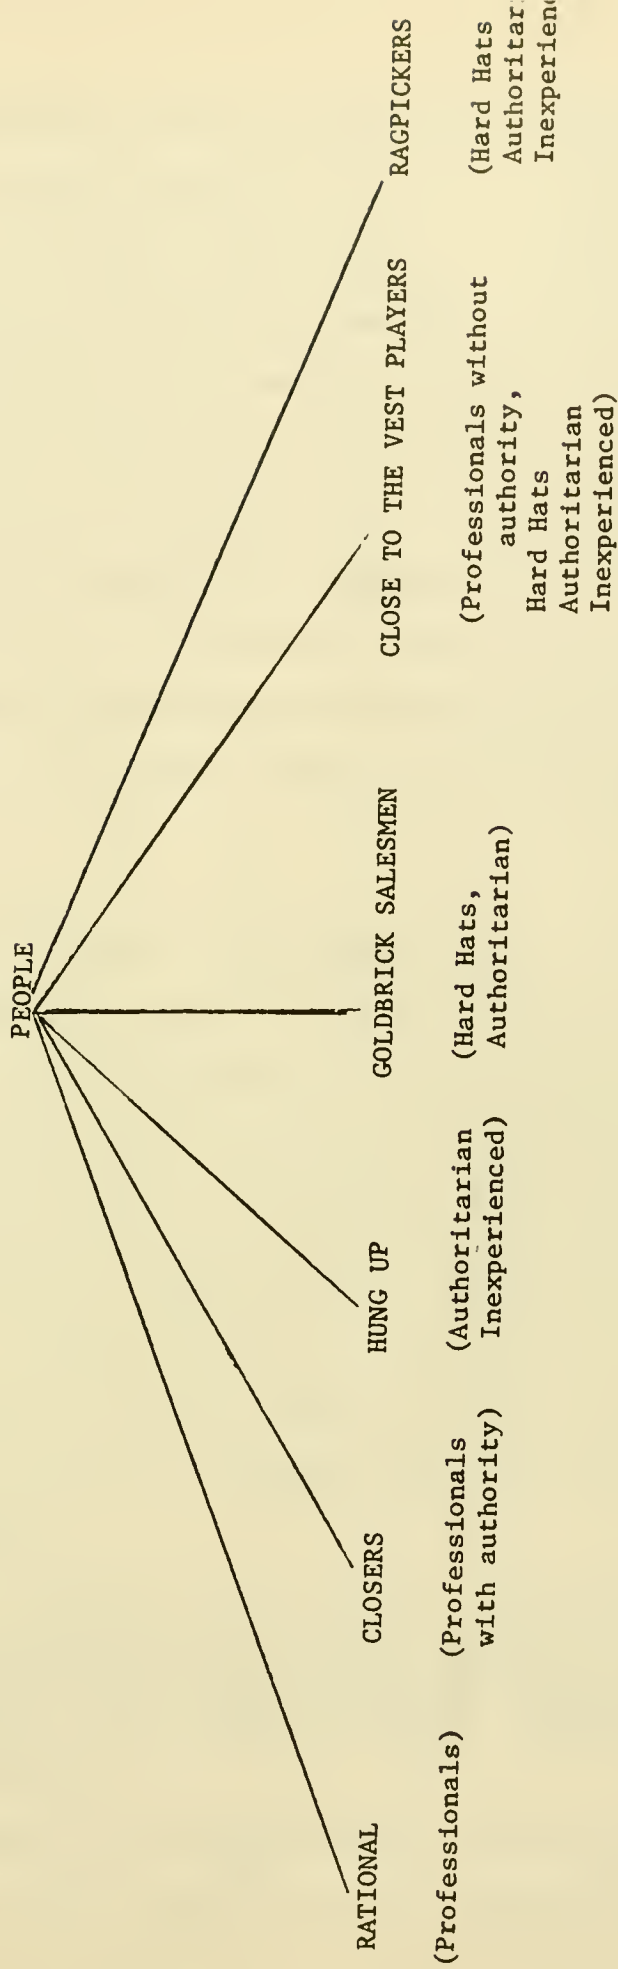 PEOPLE
RATIONAL
(Professionals)
CLOSERS
(Professionals
with authority)
HUNG UP
(Authoritarian
Inexperienced)
GOLDBRICK SALESMEN
(Hard Hats,
Authoritarian)
CLOSE TO THE VEST PLAYERS
(Professionals without
authority,
Hard Hats
Authoritarian
Inexperienced)
RAGPICKERS
(Hard Hats